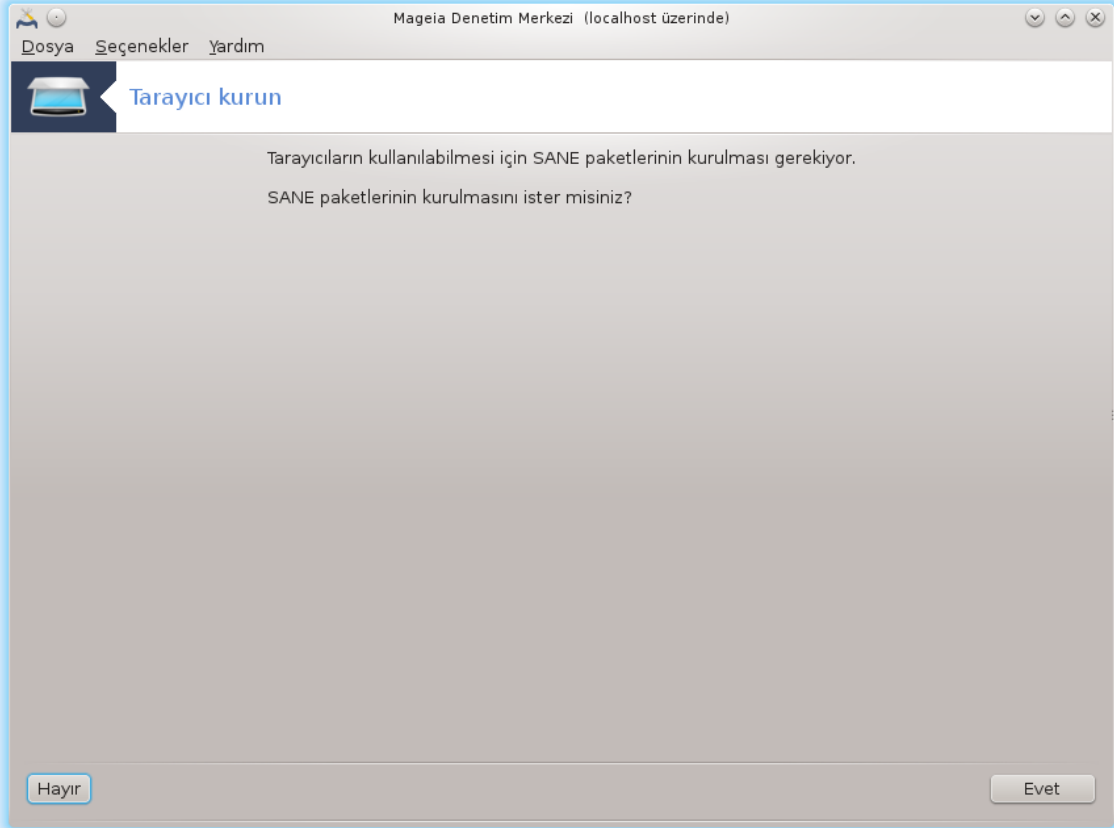 Mageia Denetim Merkezi (localhost üzerinde)
Dosya Seçenekler Yardım
Tarayıcı kurun
Tarayıcıların kullanılabilmesi için SANE paketlerinin kurulması gerekiyor.
SANE paketlerinin kurulmasını ister misiniz?
Hayır Evet